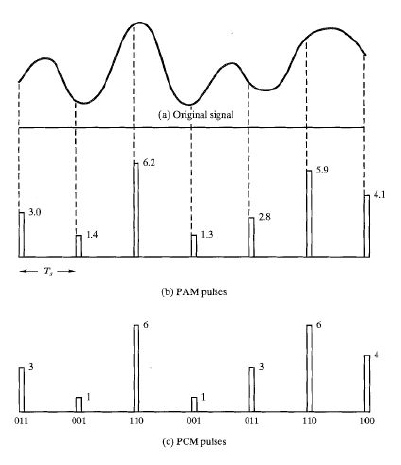 (a) Original signal
6.2
5.9
4.1
3.0
2.8
1.4
1.3
T_s
(b) PAM pulses
6
6
4
3
3
1
1
011 001 110 001 011 110 100
(c) PCM pulses